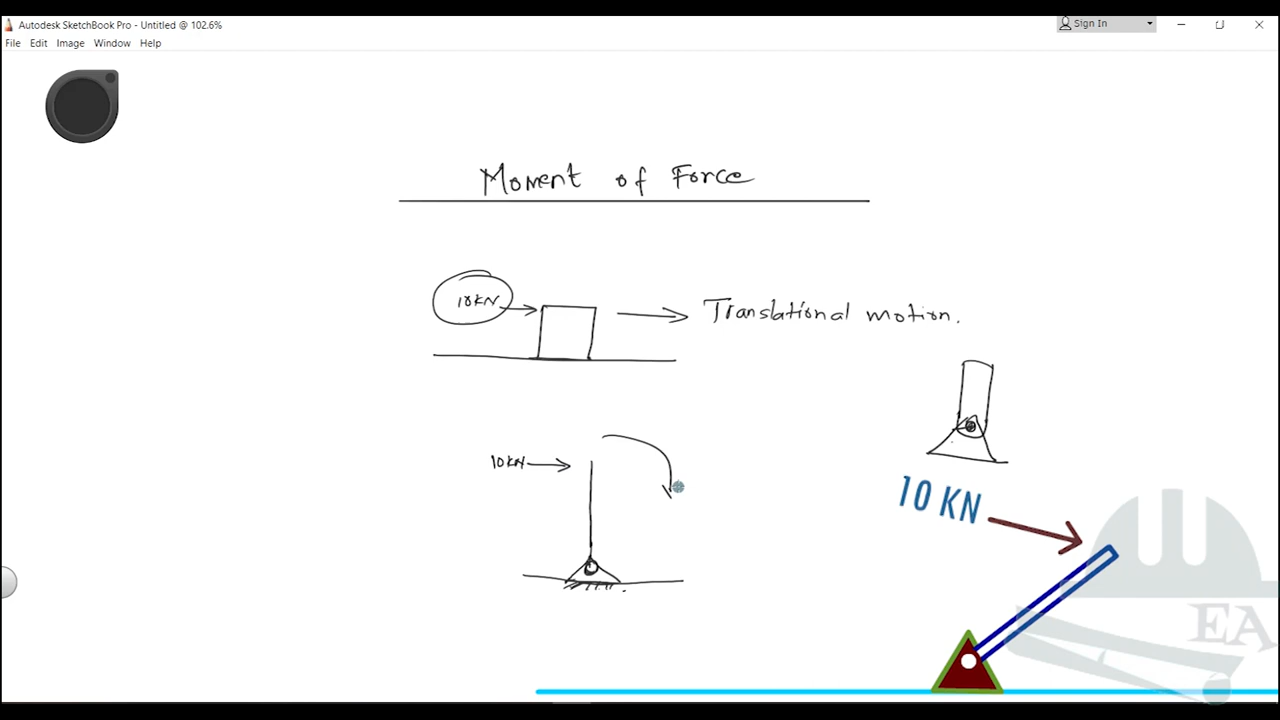 Autodesk SketchBook Pro - Untitled @ 102.6%
Sign In
File Edit Image Window Help
Moment of Force
10KN
Translational motion.
10KN
10 KN
EA